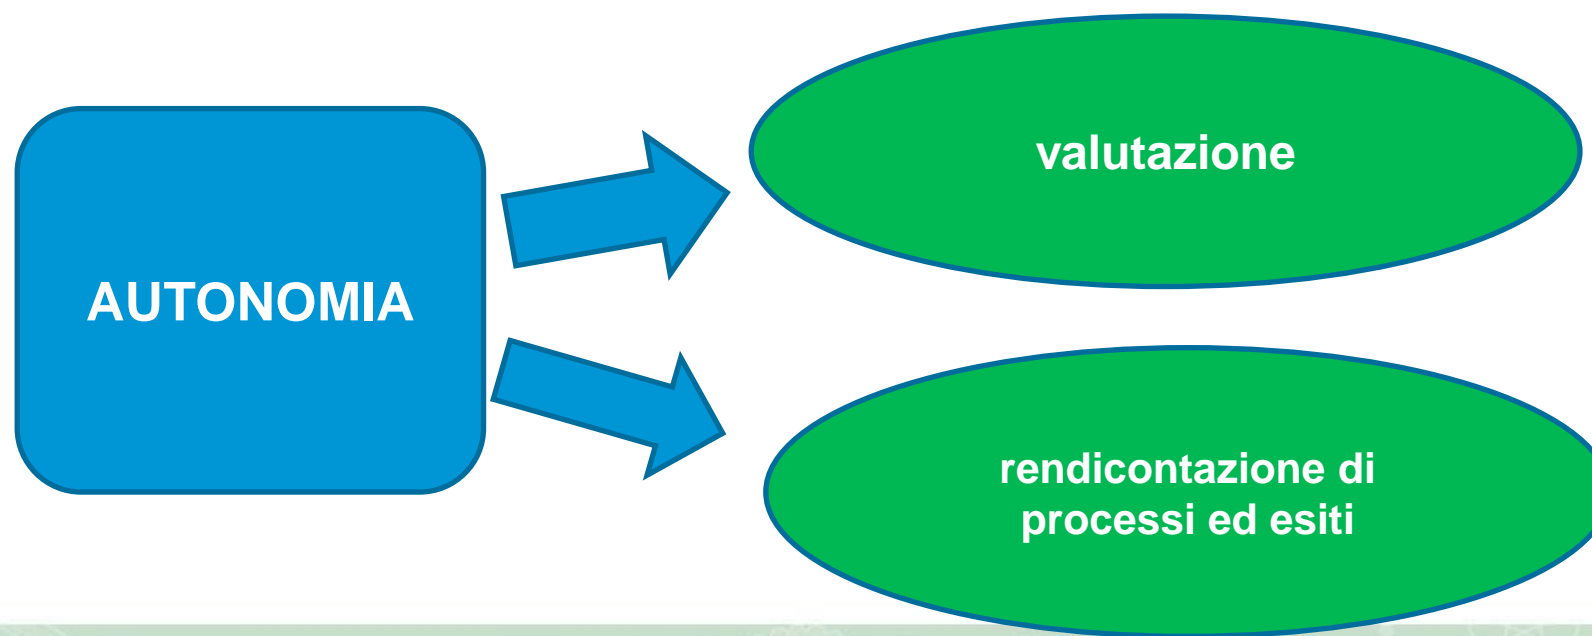 AUTONOMIA
valutazione
rendicontazione di
processi ed esiti